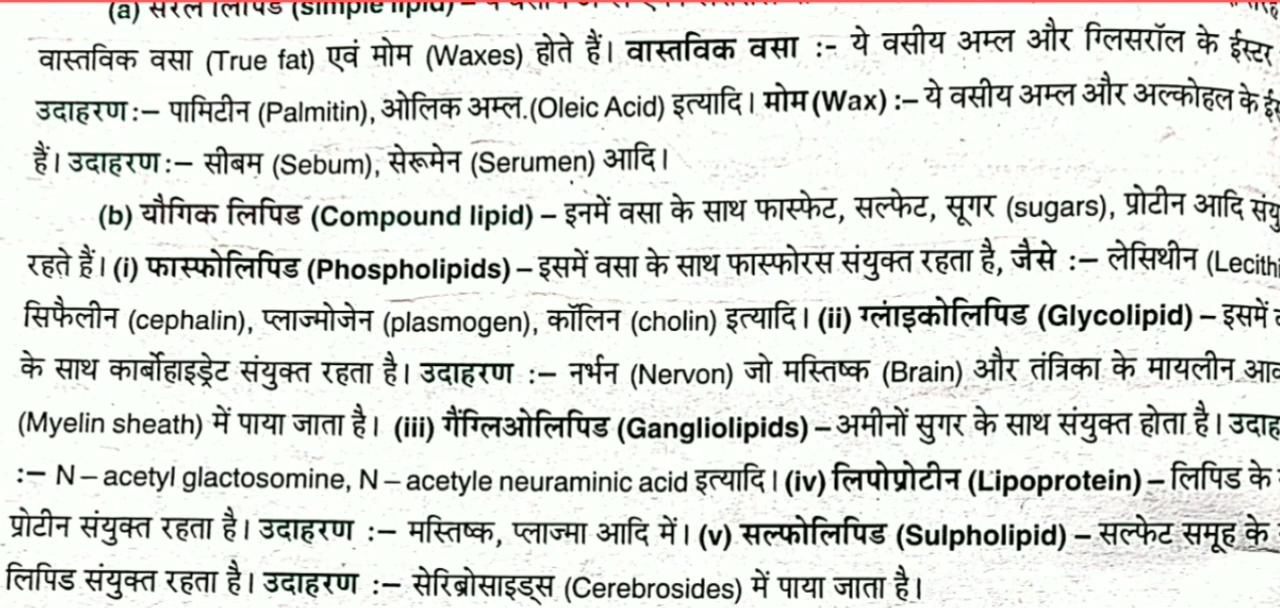 (a) सरल लिपिड (simple lipid) –
वास्तविक वसा (True fat) एवं मोम (Waxes) होते हैं। वास्तविक वसा :- ये वसीय अम्ल और ग्लिसरॉल के ईस्टर
उदाहरण:– पामिटीन (Palmitin), ओलिक अम्ल.(Oleic Acid) इत्यादि। मोम (Wax) :– ये वसीय अम्ल और अल्कोहल के
हैं। उदाहरण:– सीबम (Sebum), सेरूमेन (Serumen) आदि।
(b) यौगिक लिपिड (Compound lipid) – इनमें वसा के साथ फास्फेट, सल्फेट, सूगर (sugars), प्रोटीन आदि
रहते हैं। (i) फास्फोलिपिड (Phospholipids) – इसमें वसा के साथ फास्फोरस संयुक्त रहता है, जैसे :– लेसिथीन (Lecithi
सिफैलीन (cephalin), प्लाज्मोजेन (plasmogen), कॉलिन (cholin) इत्यादि। (ii) ग्लांइकोलिपिड (Glycolipid) – इसमें
के साथ कार्बोहाइड्रेट संयुक्त रहता है। उदाहरण :– नर्भन (Nervon) जो मस्तिष्क (Brain) और तंत्रिका के मायलीन
(Myelin sheath) में पाया जाता है। (iii) गैंग्लिओलिपिड (Gangliolipids) – अमीनों सुगर के साथ संयुक्त होता है। उदाह
:– N – acetyl glactosomine, N – acetyle neuraminic acid इत्यादि। (iv) लिपोप्रोटीन (Lipoprotein) – लिपिड के
प्रोटीन संयुक्त रहता है। उदाहरण :– मस्तिष्क, प्लाज्मा आदि में। (v) सल्फोलिपिड (Sulpholipid) – सल्फेट समूह के
लिपिड संयुक्त रहता है। उदाहरण :– सेरिब्रोसाइड्स (Cerebrosides) में पाया जाता है।